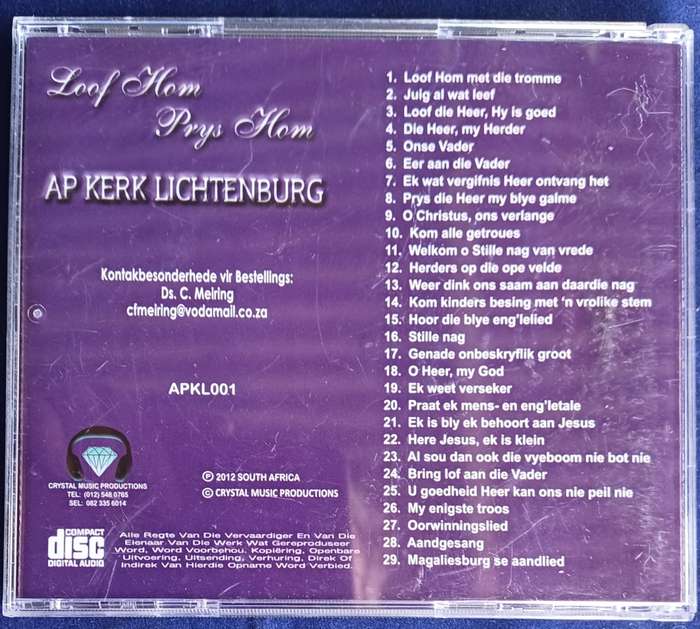 Loof Hom
Prys Hom
AP KERK LICHTENBURG
Kontakbesonderhede vir Bestellings:
Ds. C. Meiring
cfmeiring@vodamail.co.za
APKL001
CRYSTAL MUSIC PRODUCTIONS
TEL: (012) 548 0765
SEL: 082 335 6014
℗ 2012 SOUTH AFRICA
© CRYSTAL MUSIC PRODUCTIONS
COMPACT
disc
DIGITAL AUDIO
Alle Regte Van Die Vervaardiger En Van Die
Eienaar Van Die Werk Wat Gereproduseer
Word, Word Voorbehou. Kopiëring, Openbare
Uitvoering, Uitsending, Verhuring, Direk Of
Indirek Van Hierdie Opname Word Verbied.
1. Loof Hom met die tromme
2. Juig al wat leef
3. Loof die Heer, Hy is goed
4. Die Heer, my Herder
5. Onse Vader
6. Eer aan die Vader
7. Ek wat vergifnis Heer ontvang het
8. Prys die Heer my blye galme
9. O Christus, ons verlange
10. Kom alle getroues
11. Welkom o Stille nag van vrede
12. Herders op die ope velde
13. Weer dink ons saam aan daardie nag
14. Kom kinders besing met 'n vrolike stem
15. Hoor die blye eng'lelied
16. Stille nag
17. Genade onbeskryflik groot
18. O Heer, my God
19. Ek weet verseker
20. Praat ek mens- en eng'letale
21. Ek is bly ek behoort aan Jesus
22. Here Jesus, ek is klein
23. Al sou dan ook die vyeboom nie bot nie
24. Bring lof aan die Vader
25. U goedheid Heer kan ons nie peil nie
26. My enigste troos
27. Oorwinningslied
28. Aandgesang
29. Magaliesburg se aandlied